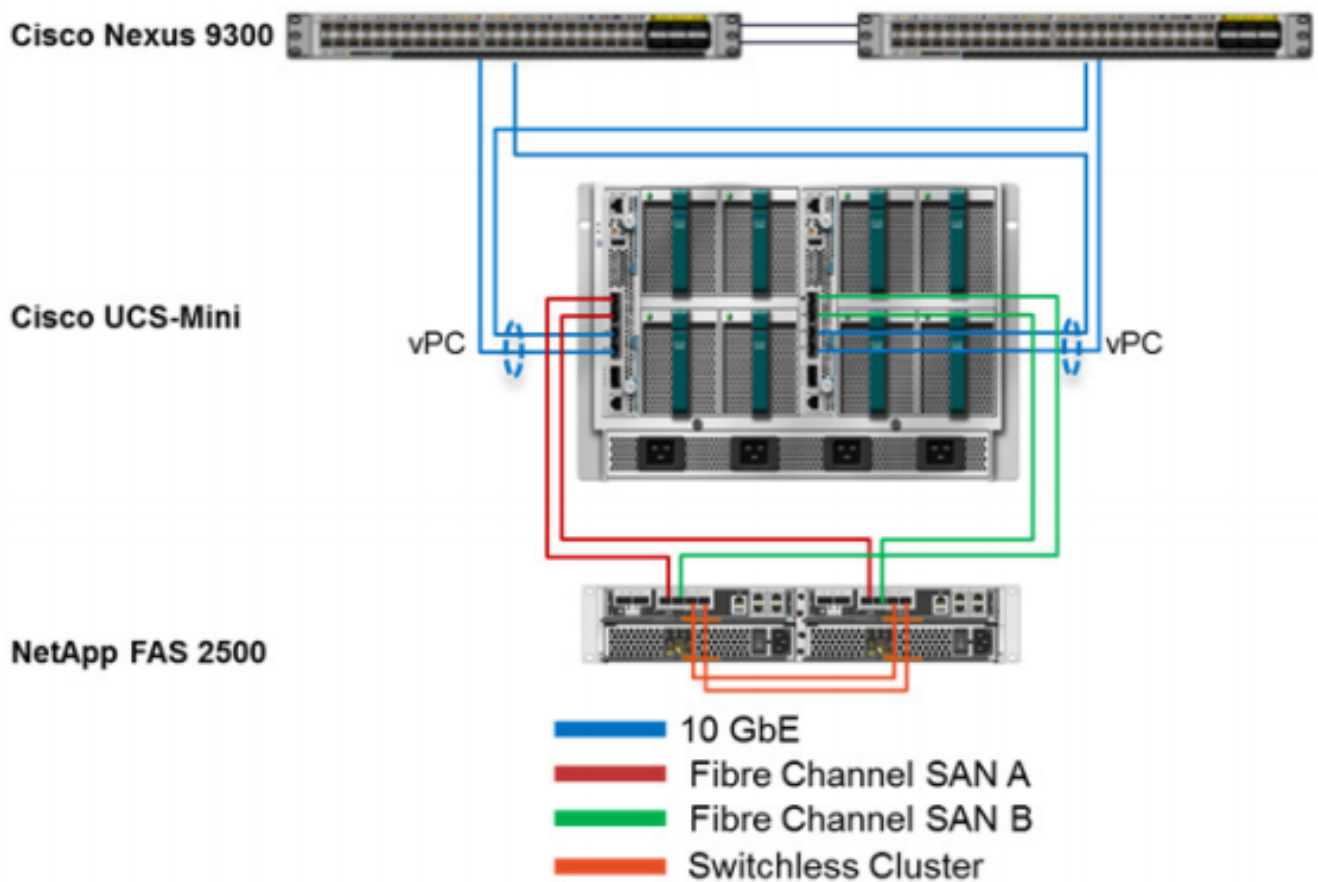 Cisco Nexus 9300
Cisco UCS-Mini
vPC
vPC
NetApp FAS 2500
10 GbE
Fibre Channel SAN A
Fibre Channel SAN B
Switchless Cluster